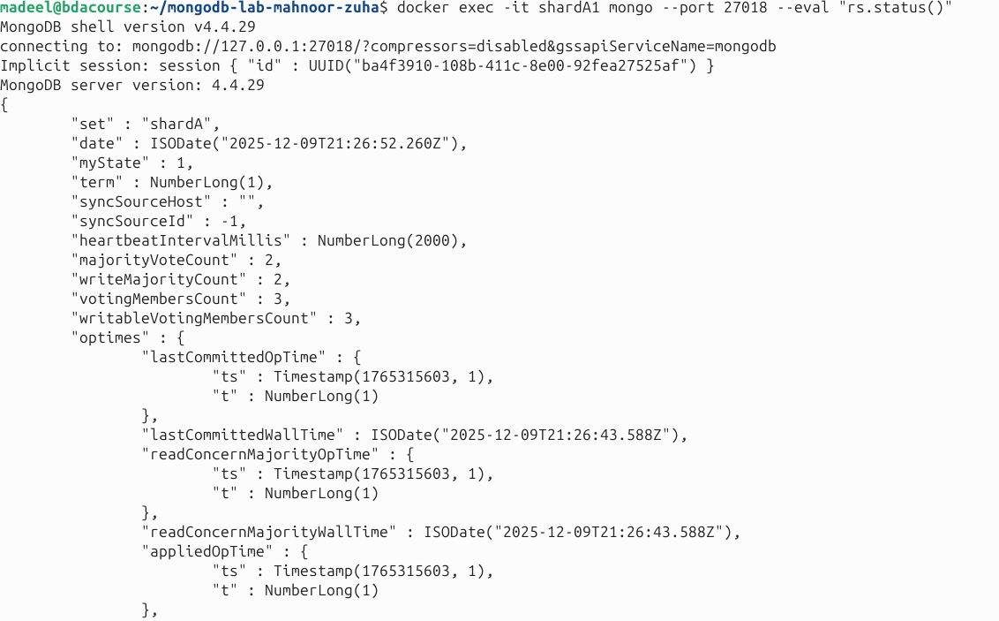 madeel@bdacourse:~/mongodb-lab-mahnoor-zuha$ docker exec -it shardA1 mongo --port 27018 --eval "rs.status()"
MongoDB shell version v4.4.29
connecting to: mongodb://127.0.0.1:27018/?compressors=disabled&gssapiServiceName=mongodb
Implicit session: session { "id" : UUID("ba4f3910-108b-411c-8e00-92fea27525af") }
MongoDB server version: 4.4.29
{
        "set" : "shardA",
        "date" : ISODate("2025-12-09T21:26:52.260Z"),
        "myState" : 1,
        "term" : NumberLong(1),
        "syncSourceHost" : "",
        "syncSourceId" : -1,
        "heartbeatIntervalMillis" : NumberLong(2000),
        "majorityVoteCount" : 2,
        "writeMajorityCount" : 2,
        "votingMembersCount" : 3,
        "writableVotingMembersCount" : 3,
        "optimes" : {
                "lastCommittedOpTime" : {
                        "ts" : Timestamp(1765315603, 1),
                        "t" : NumberLong(1)
                },
                "lastCommittedWallTime" : ISODate("2025-12-09T21:26:43.588Z"),
                "readConcernMajorityOpTime" : {
                        "ts" : Timestamp(1765315603, 1),
                        "t" : NumberLong(1)
                },
                "readConcernMajorityWallTime" : ISODate("2025-12-09T21:26:43.588Z"),
                "appliedOpTime" : {
                        "ts" : Timestamp(1765315603, 1),
                        "t" : NumberLong(1)
                },